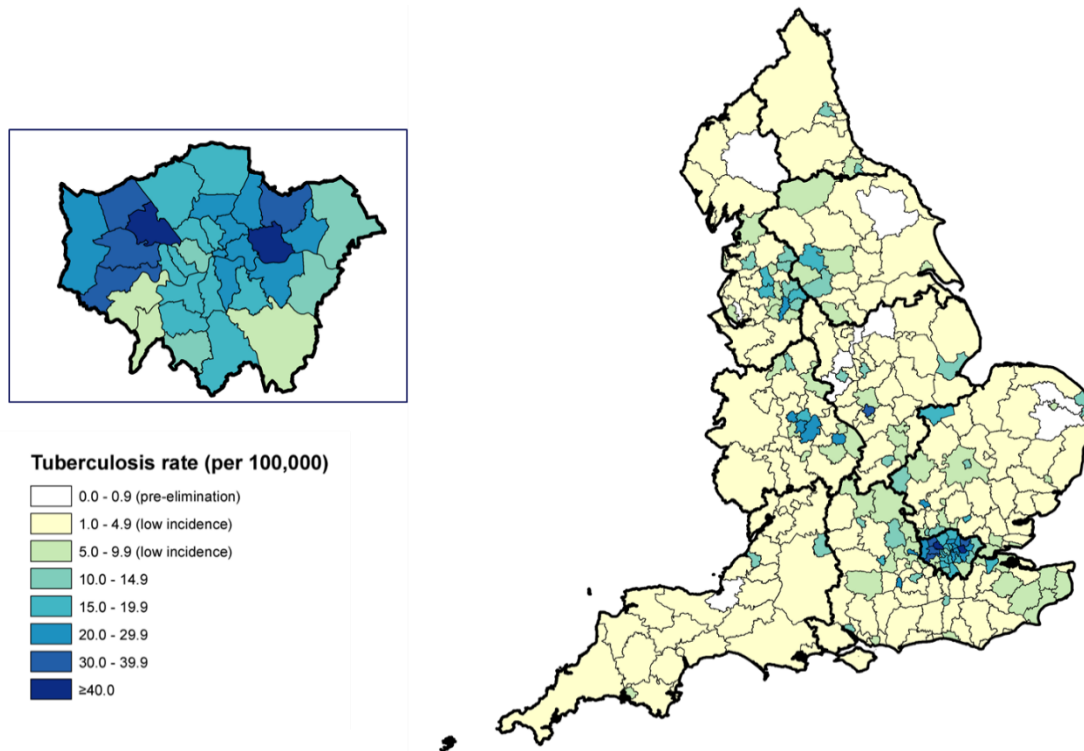 Tuberculosis rate (per 100,000)
0.0 - 0.9 (pre-elimination)
1.0 - 4.9 (low incidence)
5.0 - 9.9 (low incidence)
10.0 - 14.9
15.0 - 19.9
20.0 - 29.9
30.0 - 39.9
≥40.0